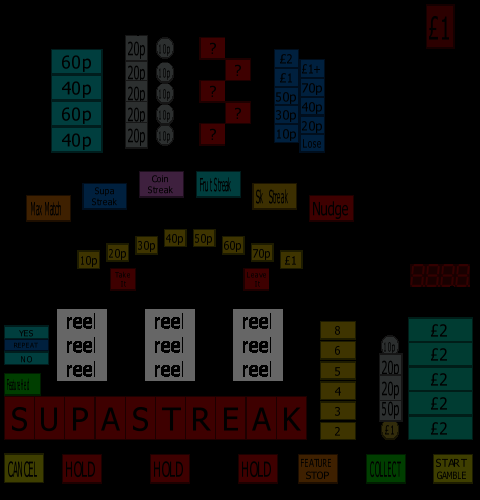 £1
60p
40p
60p
40p
20p
20p
20p
20p
20p
10p
10p
10p
10p
10p
?
?
?
?
?
£2
£1
50p
30p
10p
£1+
70p
40p
20p
Lose
Max Match
Supa
Streak
Coin
Streak
Fruit Streak
Sk Streak
Nudge
10p
20p
30p
40p
50p
60p
70p
£1
8888
reel
reel
reel
reel
reel
reel
reel
reel
reel
YES
REPEAT
NO
8
6
5
4
3
2
10p
20p
20p
50p
£1
£2
£2
£2
£2
£2
SUPASTREAK
CANCEL
HOLD
HOLD
HOLD
FEATURE
STOP
COLLECT
START
GAMBLE